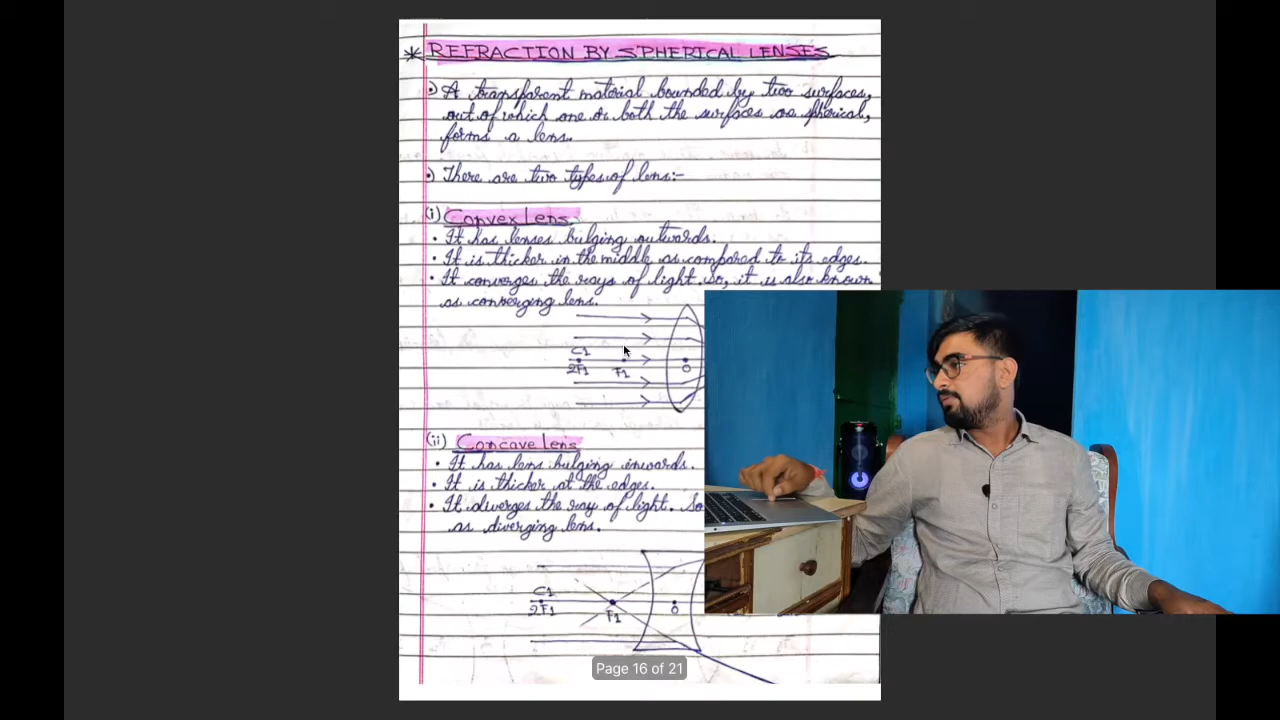 * REFRACTION BY SPHERICAL LENSES
•) A transparent material bounded by two surfaces,
out of which one or both the surfaces are spherical,
forms a lens.
•) There are two types of lens:-
(i) Convex Lens
• It has lenses bulging outwards.
• It is thicker in the middle as compared to its edges.
• It converges the rays of light. So, it is also known
as converging lens.
C1
2F1
F1
O
(ii) Concave Lens
• It has lens bulging inwards.
• It is thicker at the edges.
• It diverges the ray of light. So
as diverging lens.
C1
2F1
F1
O
Page 16 of 21